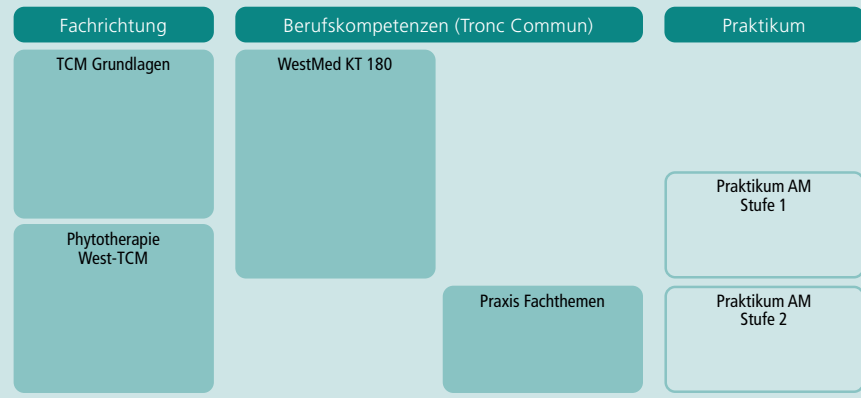 Fachrichtung
Berufskompetenzen (Tronc Commun)
Praktikum
TCM Grundlagen
WestMed KT 180
Praktikum AM
Stufe 1
Phytotherapie
West-TCM
Praxis Fachthemen
Praktikum AM
Stufe 2